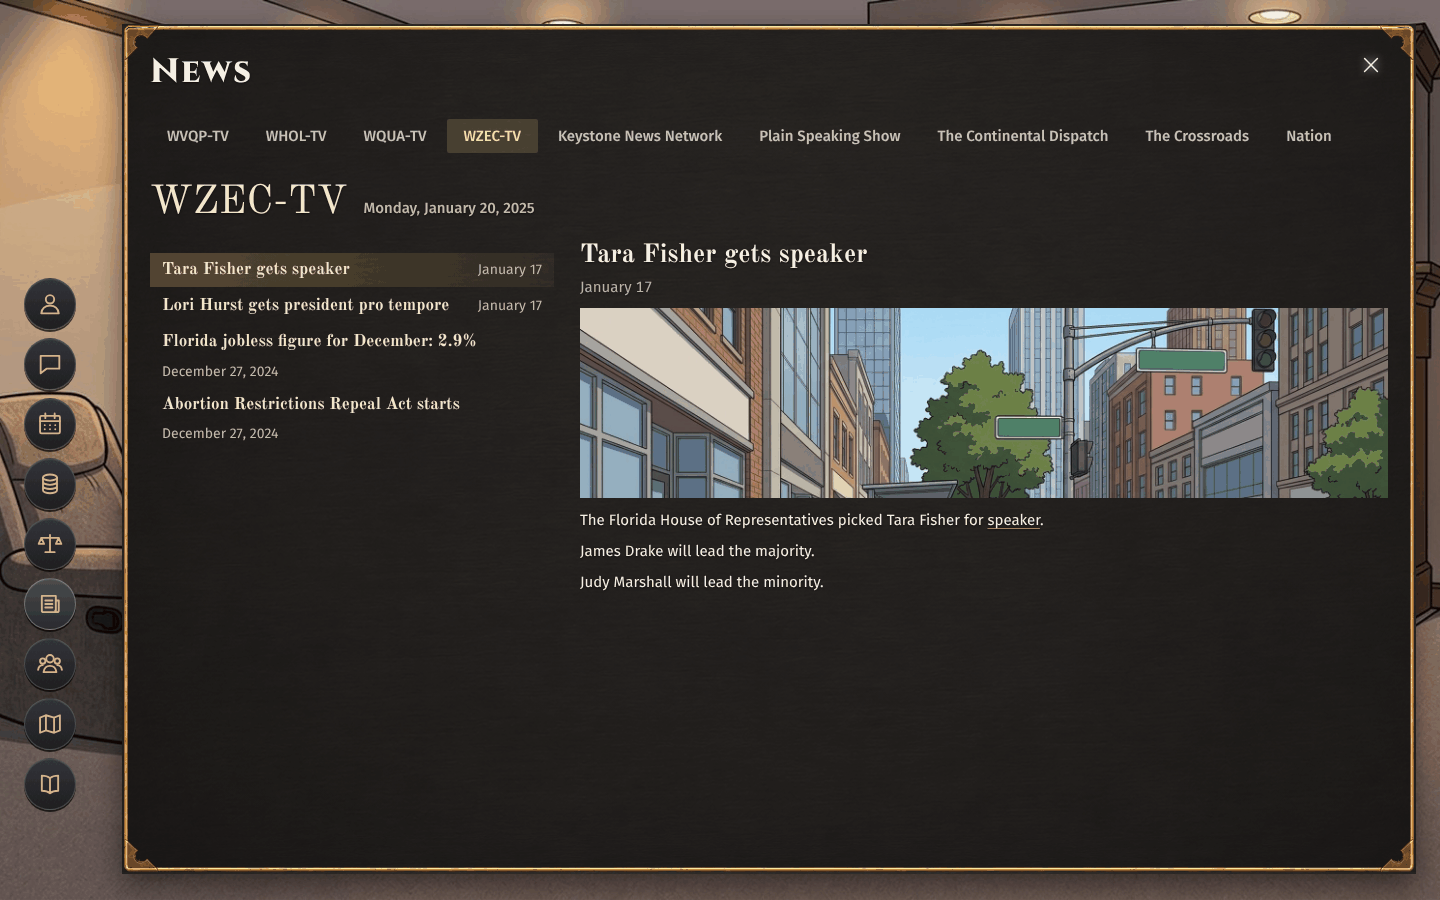 News
WVQP-TV WHOL-TV WQUA-TV WZEC-TV Keystone News Network Plain Speaking Show The Continental Dispatch The Crossroads Nation
WZEC-TV Monday, January 20, 2025
Tara Fisher gets speaker January 17
Lori Hurst gets president pro tempore January 17
Florida jobless figure for December: 2.9%
December 27, 2024
Abortion Restrictions Repeal Act starts
December 27, 2024
Tara Fisher gets speaker
January 17
The Florida House of Representatives picked Tara Fisher for speaker.
James Drake will lead the majority.
Judy Marshall will lead the minority.